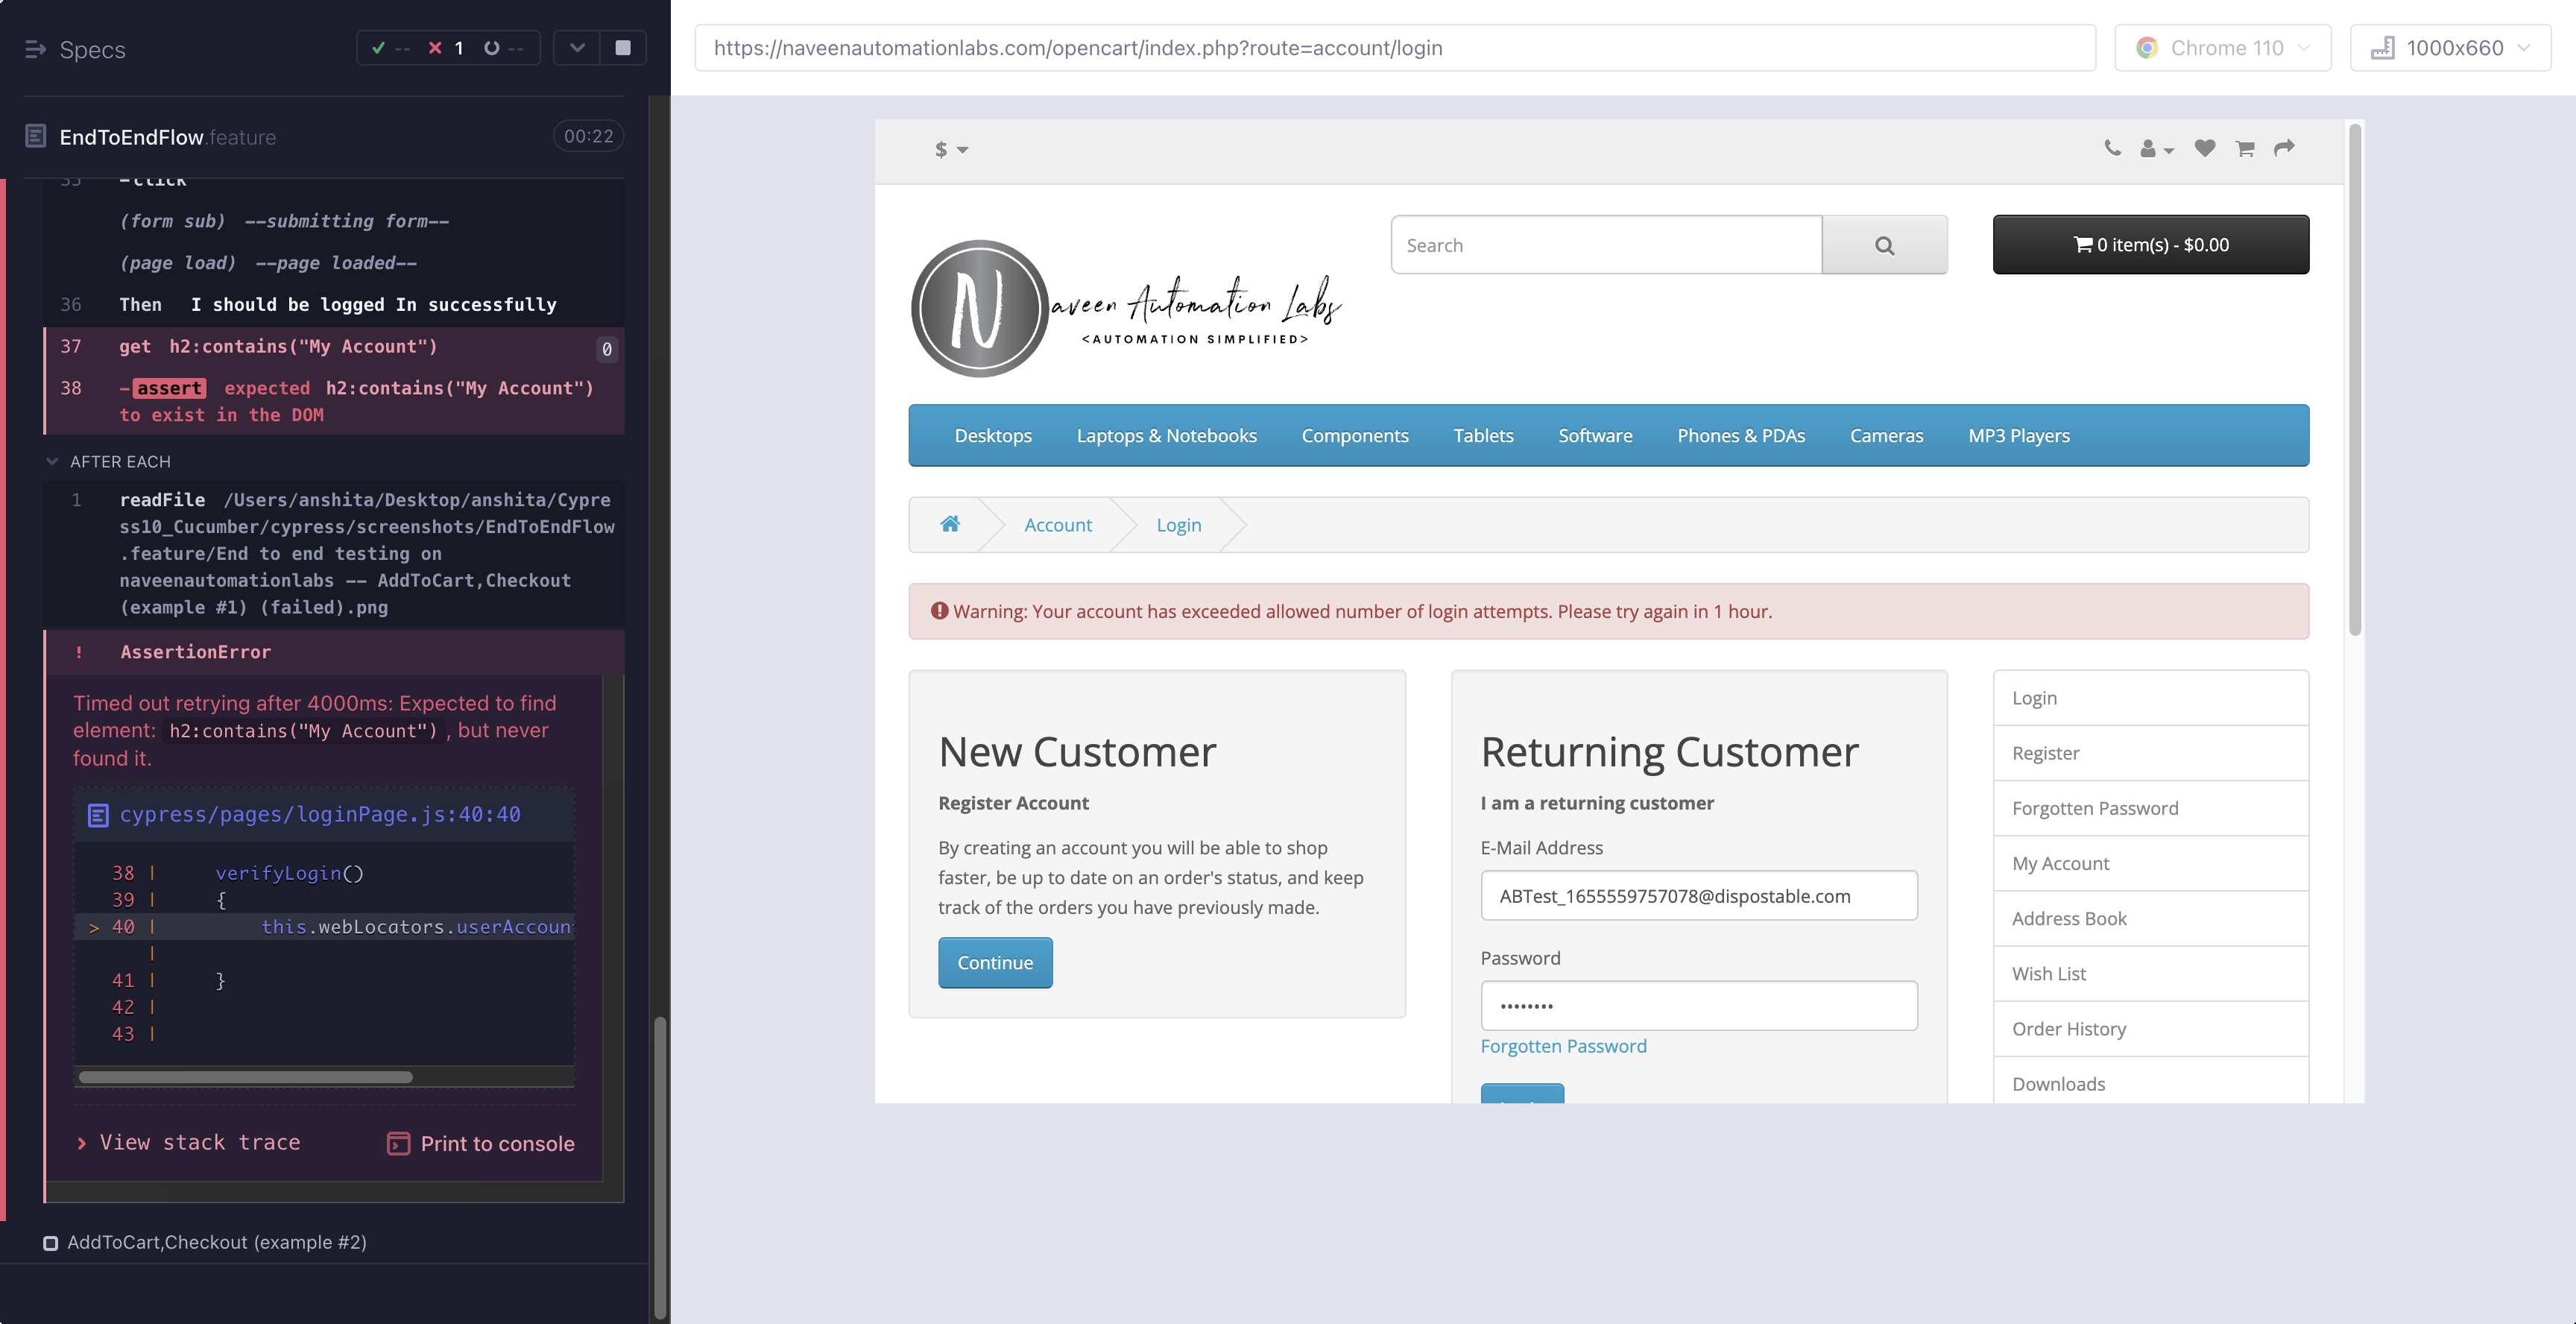 Specs
-- 1 --
EndToEndFlow.feature 00:22
35 -click
(form sub) --submitting form--
(page load) --page loaded--
36 Then I should be logged In successfully
37 get h2:contains("My Account") 0
38 -assert expected h2:contains("My Account")
to exist in the DOM
AFTER EACH
1 readFile /Users/anshita/Desktop/anshita/Cypre
ss10_Cucumber/cypress/screenshots/EndToEndFlow
.feature/End to end testing on
naveenautomationlabs -- AddToCart,Checkout
(example #1) (failed).png
! AssertionError
Timed out retrying after 4000ms: Expected to find
element: h2:contains("My Account") , but never
found it.
cypress/pages/loginPage.js:40:40
38 | verifyLogin()
39 | {
> 40 | this.webLocators.userAccoun
|
41 | }
42 |
43 |
View stack trace
Print to console
AddToCart,Checkout (example #2)
https://naveenautomationlabs.com/opencart/index.php?route=account/login
Chrome 110
1000x660
$
N
aveen Automation Labs
<AUTOMATION SIMPLIFIED>
Search
0 item(s) - $0.00
Desktops Laptops & Notebooks Components Tablets Software Phones & PDAs Cameras MP3 Players
Account Login
Warning: Your account has exceeded allowed number of login attempts. Please try again in 1 hour.
New Customer
Register Account
By creating an account you will be able to shop
faster, be up to date on an order's status, and keep
track of the orders you have previously made.
Continue
Returning Customer
I am a returning customer
E-Mail Address
ABTest_1655559757078@dispostable.com
Password
••••••••
Forgotten Password
Login
Register
Forgotten Password
My Account
Address Book
Wish List
Order History
Downloads